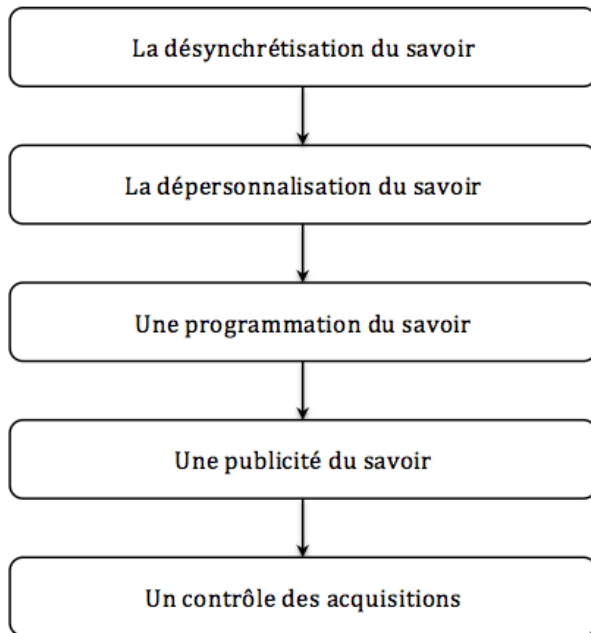 La désynchrétisation du savoir
La dépersonnalisation du savoir
Une programmation du savoir
Une publicité du savoir
Un contrôle des acquisitions